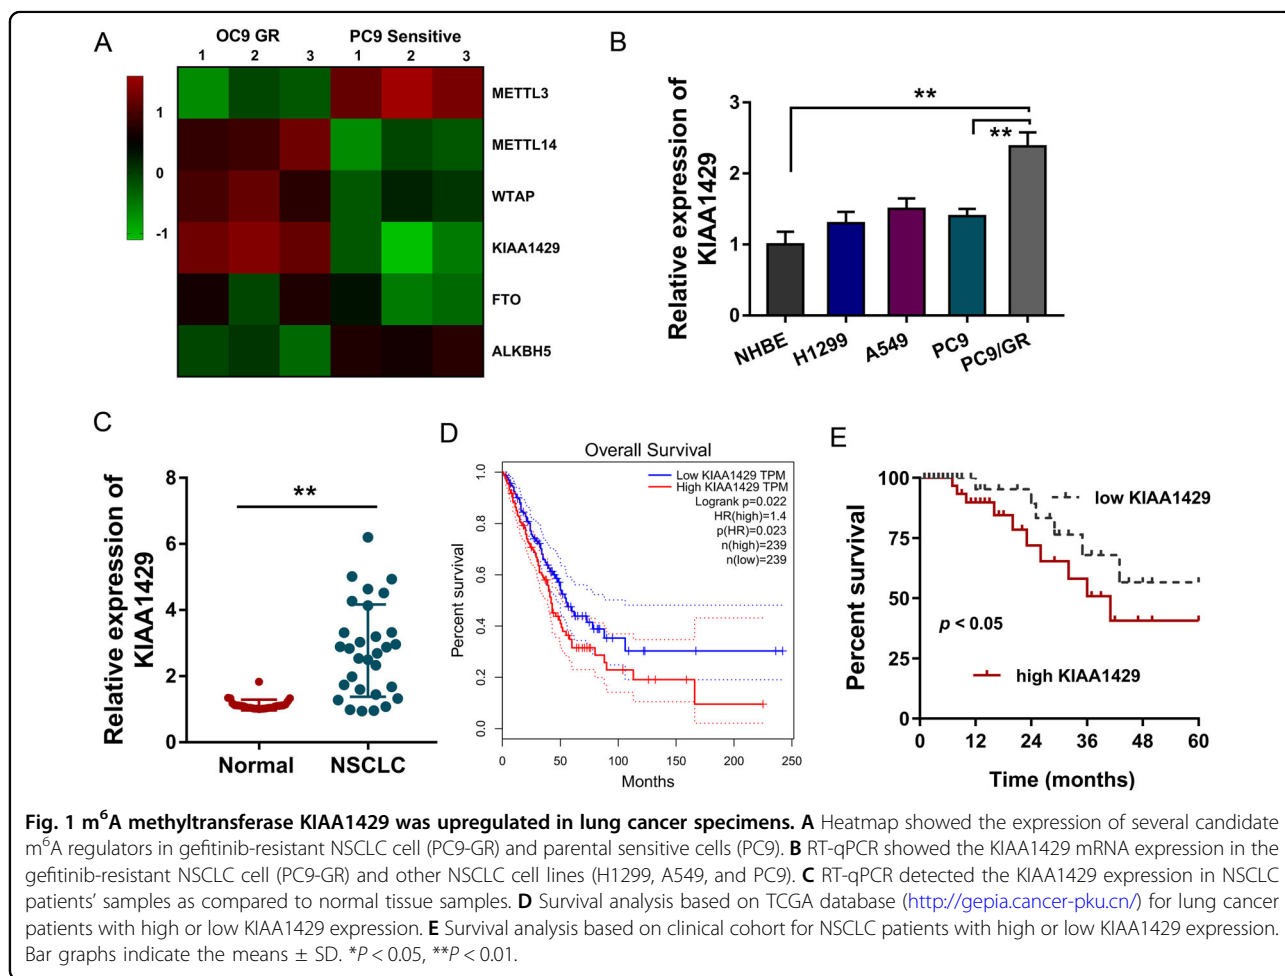 A
OC9 GR PC9 Sensitive
1 2 3 1 2 3
METTL3
METTL14
WTAP
KIAA1429
FTO
ALKBH5
1
0
-1
B
Relative expression of
KIAA1429
3
2
1
0
**
**
NHBE H1299 A549 PC9 PC9/GR
C
Relative expression of
KIAA1429
8
6
4
2
0
**
Normal NSCLC
D
Overall Survival
Low KIAA1429 TPM
High KIAA1429 TPM
Logrank p=0.022
HR(high)=1.4
p(HR)=0.023
n(high)=239
n(low)=239
Percent survival
1.0
0.8
0.6
0.4
0.2
0.0
0 50 100 150 200 250
Months
E
Percent survival
100
75
50
25
0
low KIAA1429
p < 0.05
high KIAA1429
0 12 24 36 48 60
Time (months)
Fig. 1 m⁶A methyltransferase KIAA1429 was upregulated in lung cancer specimens. A Heatmap showed the expression of several candidate
m⁶A regulators in gefitinib-resistant NSCLC cell (PC9-GR) and parental sensitive cells (PC9). B RT-qPCR showed the KIAA1429 mRNA expression in the
gefitinib-resistant NSCLC cell (PC9-GR) and other NSCLC cell lines (H1299, A549, and PC9). C RT-qPCR detected the KIAA1429 expression in NSCLC
patients' samples as compared to normal tissue samples. D Survival analysis based on TCGA database (http://gepia.cancer-pku.cn/) for lung cancer
patients with high or low KIAA1429 expression. E Survival analysis based on clinical cohort for NSCLC patients with high or low KIAA1429 expression.
Bar graphs indicate the means ± SD. *P < 0.05, **P < 0.01.